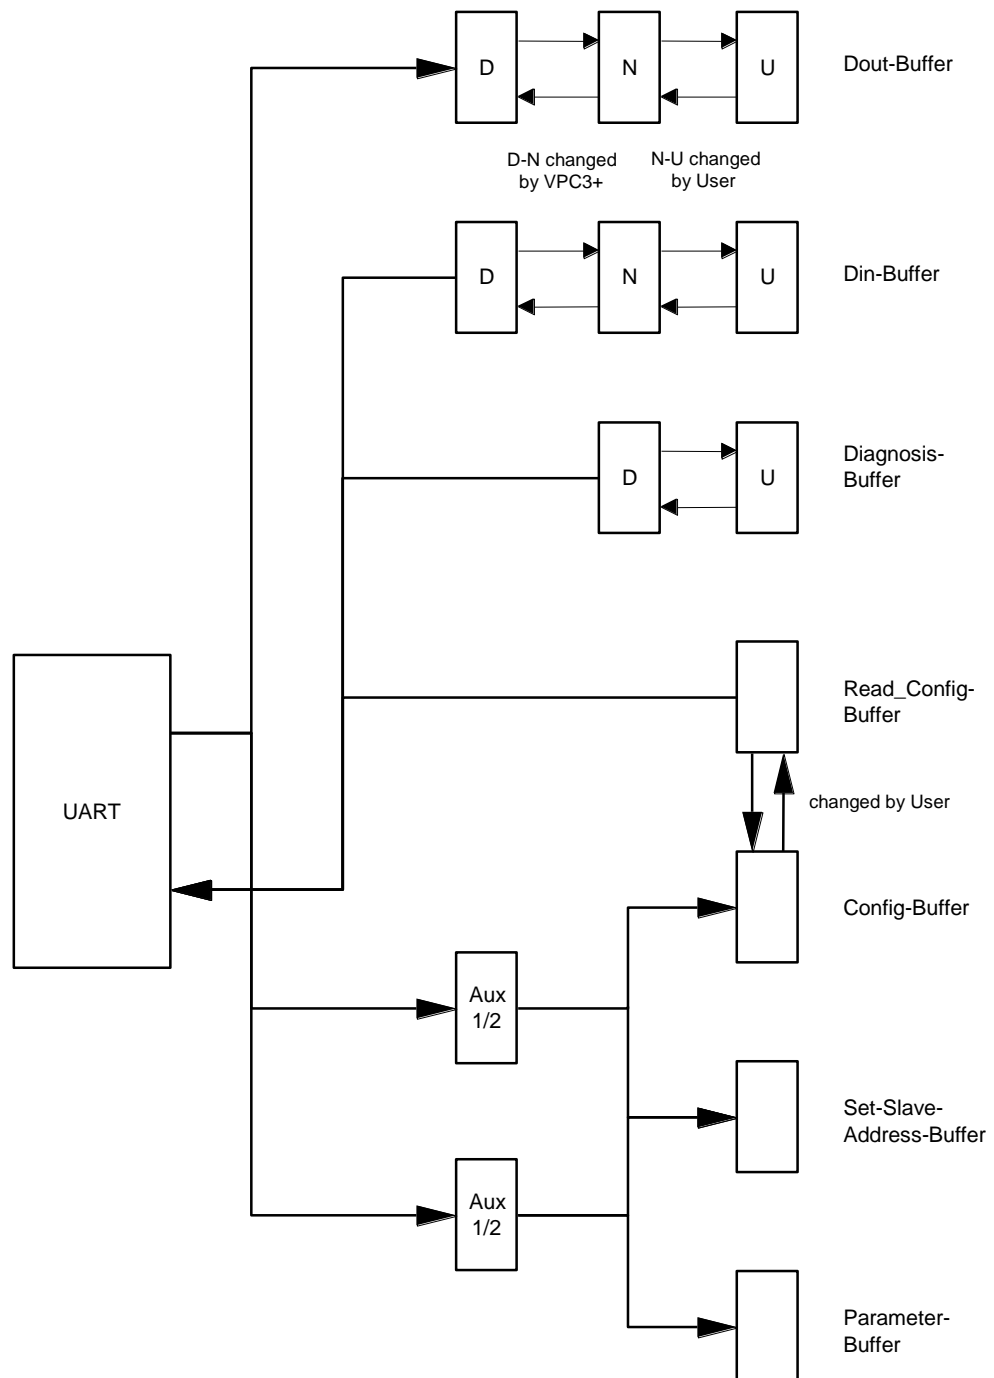 D
N
U
Dout-Buffer
D-N changed
by VPC3+
N-U changed
by User
D
N
U
Din-Buffer
D
U
Diagnosis-
Buffer
Read_Config-
Buffer
UART
changed by User
Config-Buffer
Aux
1/2
Set-Slave-
Address-Buffer
Aux
1/2
Parameter-
Buffer